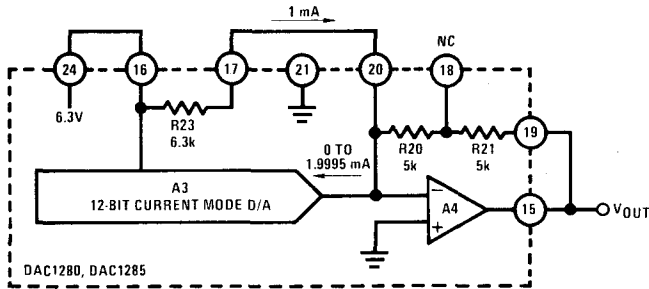 1 mA
NC
24
16
17
21
20
18
6.3V
R23
6.3k
19
R20
5k
R21
5k
0 TO
1.9995 mA
A3
12-BIT CURRENT MODE D/A
−
A4
+
15
VOUT
DAC1280, DAC1285